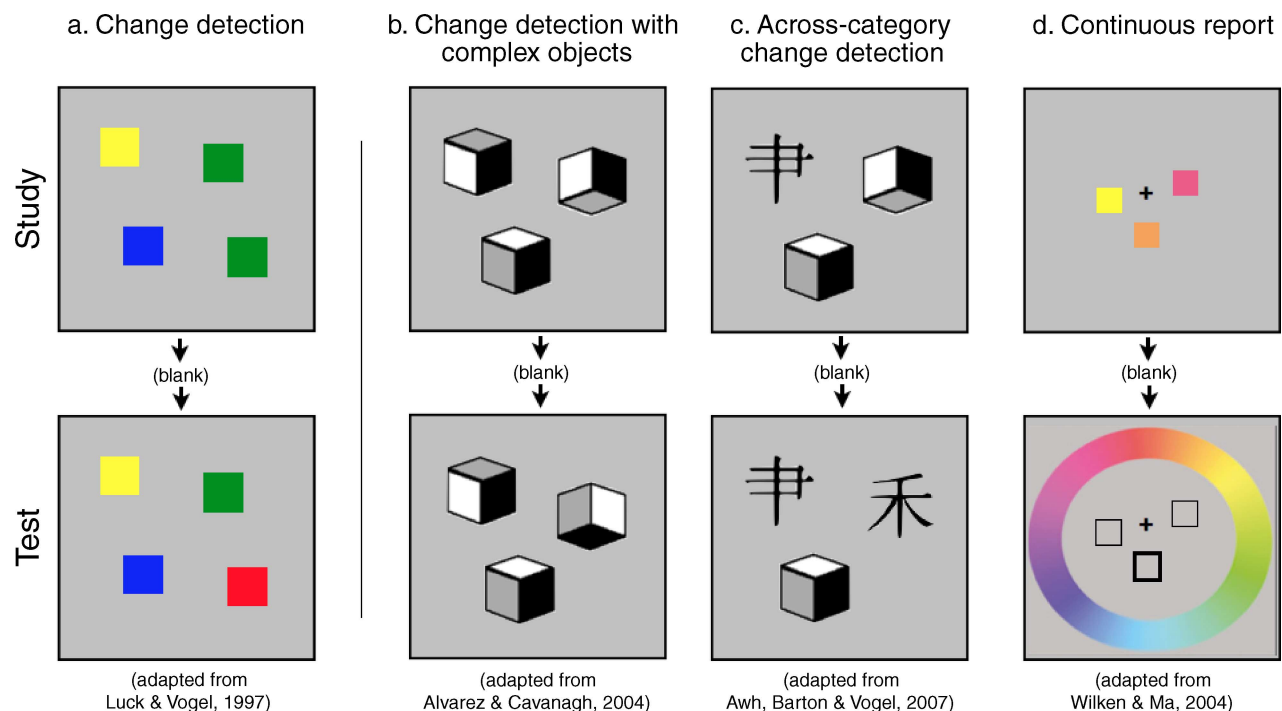 a. Change detection
b. Change detection with
complex objects
c. Across-category
change detection
d. Continuous report
Study
(blank)
(blank)
(blank)
(blank)
Test
禾
(adapted from
Luck & Vogel, 1997)
(adapted from
Alvarez & Cavanagh, 2004)
(adapted from
Awh, Barton & Vogel, 2007)
(adapted from
Wilken & Ma, 2004)